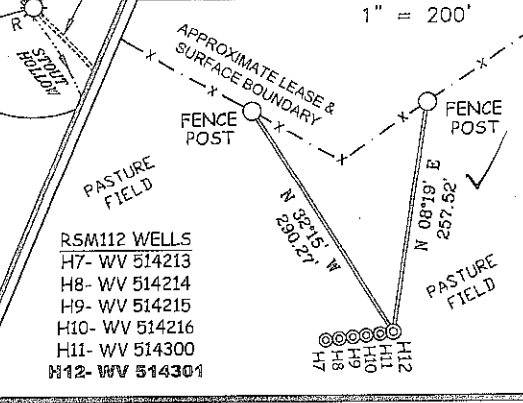 1" = 200'
R
STOUT
HOLLOW
APPROXIMATE LEASE &
SURFACE BOUNDARY
FENCE
POST
FENCE
POST
PASTURE
FIELD
N 32°15' W
290.27'
N 08°19' E
257.52'
PASTURE
FIELD
RSM112 WELLS
H7- WV 514213
H8- WV 514214
H9- WV 514215
H10- WV 514216
H11- WV 514300
H12- WV 514301
H7
H8
H9
H10
H11
H12